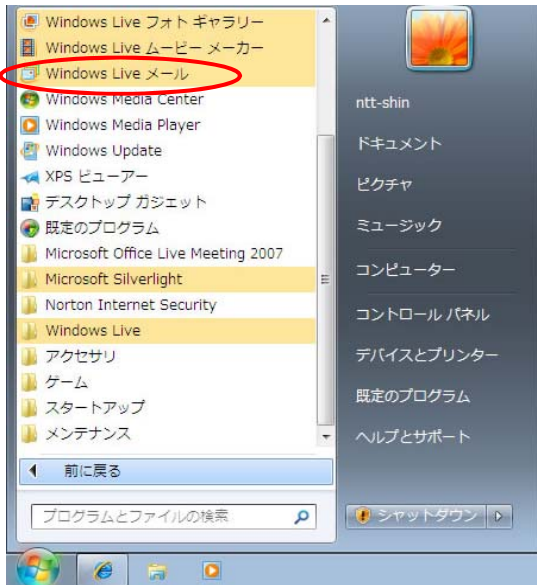 Windows Live フォト ギャラリー
Windows Live ムービー メーカー
Windows Live メール
Windows Media Center
Windows Media Player
Windows Update
XPS ビューアー
デスクトップ ガジェット
既定のプログラム
Microsoft Office Live Meeting 2007
Microsoft Silverlight
Norton Internet Security
Windows Live
アクセサリ
ゲーム
スタートアップ
メンテナンス
前に戻る
プログラムとファイルの検索
ntt-shin
ドキュメント
ピクチャ
ミュージック
コンピューター
コントロール パネル
デバイスとプリンター
既定のプログラム
ヘルプとサポート
シャットダウン